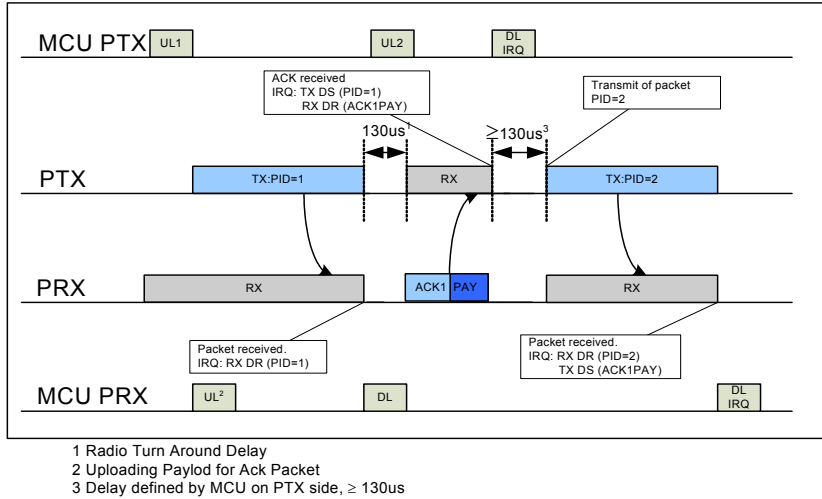 MCU PTX
UL1
UL2
DL
IRQ
ACK received
IRQ: TX DS (PID=1)
RX DR (ACK1PAY)
Transmit of packet
PID=2
130us1
≥130us3
PTX
TX:PID=1
RX
TX:PID=2
PRX
RX
ACK1 PAY
RX
Packet received.
IRQ: RX DR (PID=1)
Packet received.
IRQ: RX DR (PID=2)
TX DS (ACK1PAY)
MCU PRX
UL2
DL
DL
IRQ
1 Radio Turn Around Delay
2 Uploading Paylod for Ack Packet
3 Delay defined by MCU on PTX side, ≥ 130us